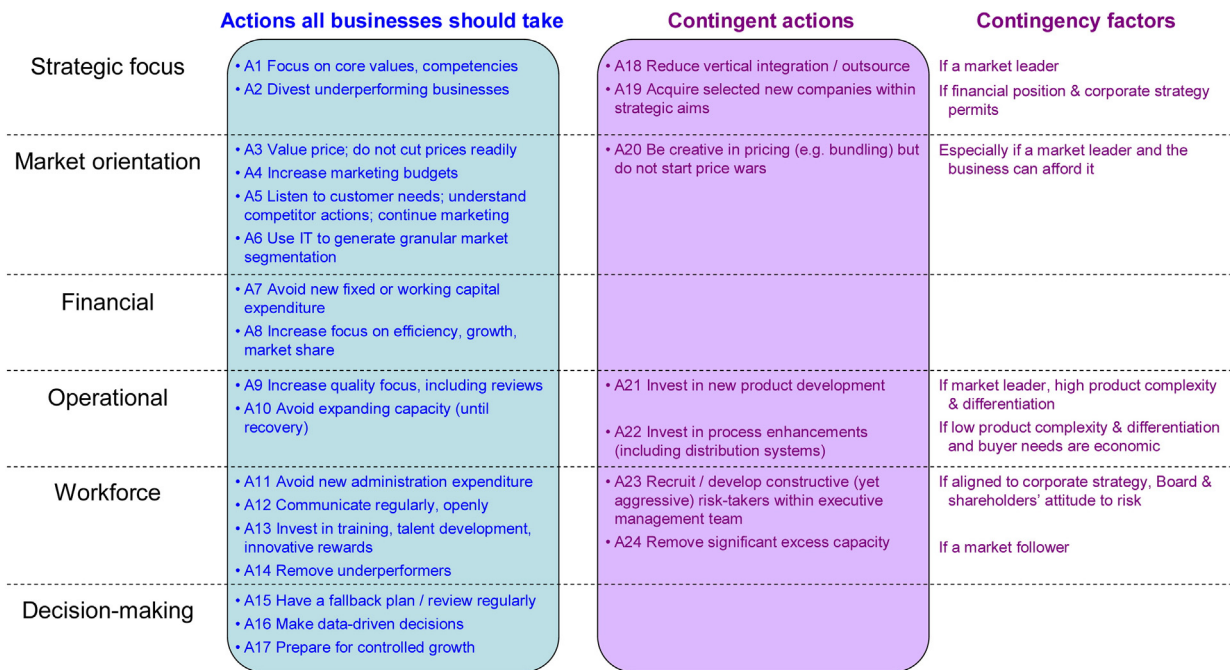 Actions all businesses should take
Contingent actions
Contingency factors
Strategic focus
• A1 Focus on core values, competencies
• A2 Divest underperforming businesses
• A18 Reduce vertical integration / outsource
• A19 Acquire selected new companies within
strategic aims
If a market leader
If financial position & corporate strategy
permits
Market orientation
• A3 Value price; do not cut prices readily
• A4 Increase marketing budgets
• A5 Listen to customer needs; understand
competitor actions; continue marketing
• A6 Use IT to generate granular market
segmentation
• A20 Be creative in pricing (e.g. bundling) but
do not start price wars
Especially if a market leader and the
business can afford it
Financial
• A7 Avoid new fixed or working capital
expenditure
• A8 Increase focus on efficiency, growth,
market share
Operational
• A9 Increase quality focus, including reviews
• A10 Avoid expanding capacity (until
recovery)
• A21 Invest in new product development
• A22 Invest in process enhancements
(including distribution systems)
If market leader, high product complexity
& differentiation
If low product complexity & differentiation
and buyer needs are economic
Workforce
• A11 Avoid new administration expenditure
• A12 Communicate regularly, openly
• A13 Invest in training, talent development,
innovative rewards
• A14 Remove underperformers
• A23 Recruit / develop constructive (yet
aggressive) risk-takers within executive
management team
• A24 Remove significant excess capacity
If aligned to corporate strategy, Board &
shareholders’ attitude to risk
If a market follower
Decision-making
• A15 Have a fallback plan / review regularly
• A16 Make data-driven decisions
• A17 Prepare for controlled growth